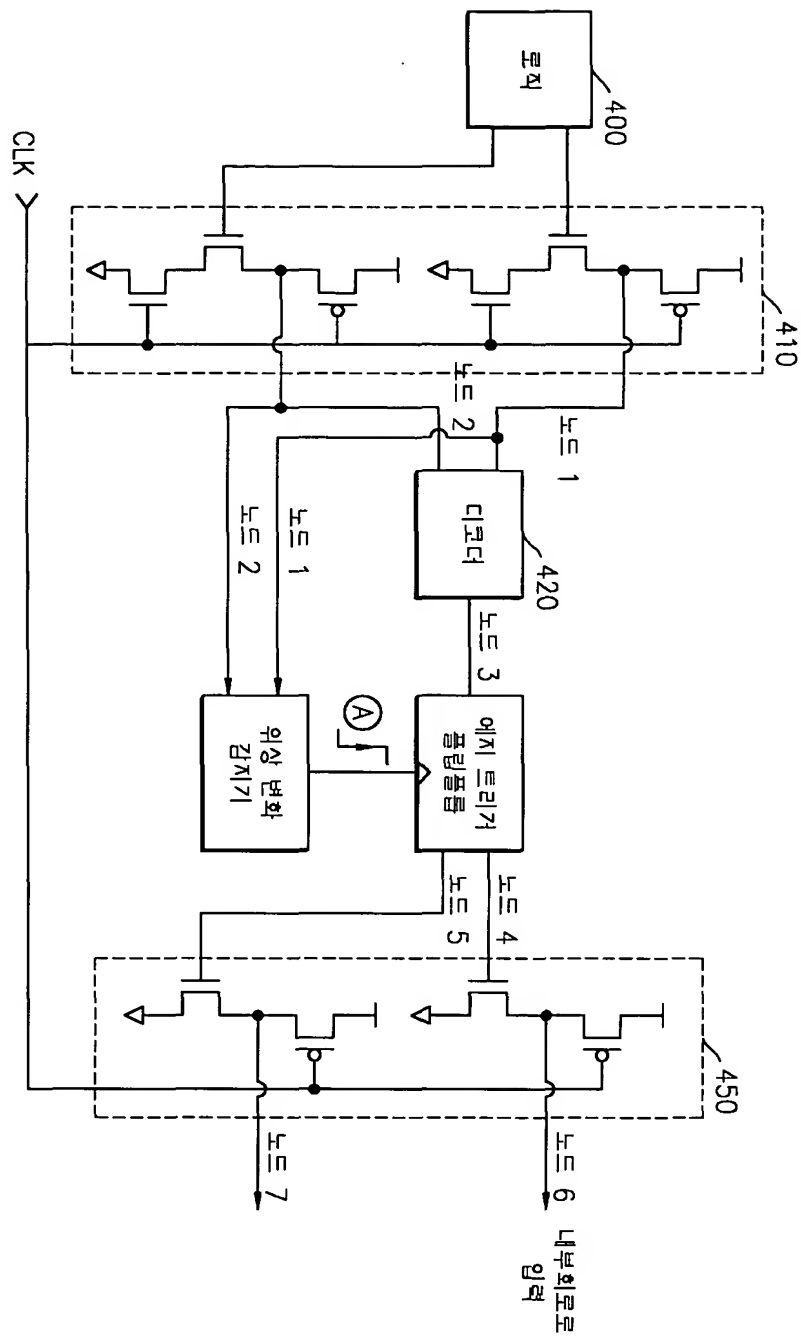 400
로직
CLK
410
노드 1
노드 2
420
디코더
노드 1
노드 2
노드 3
A
에지 트리거
플립플롭
위상 변화
감지기
노드 4
노드 5
450
노드 6
노드 7
내부회로로
입력